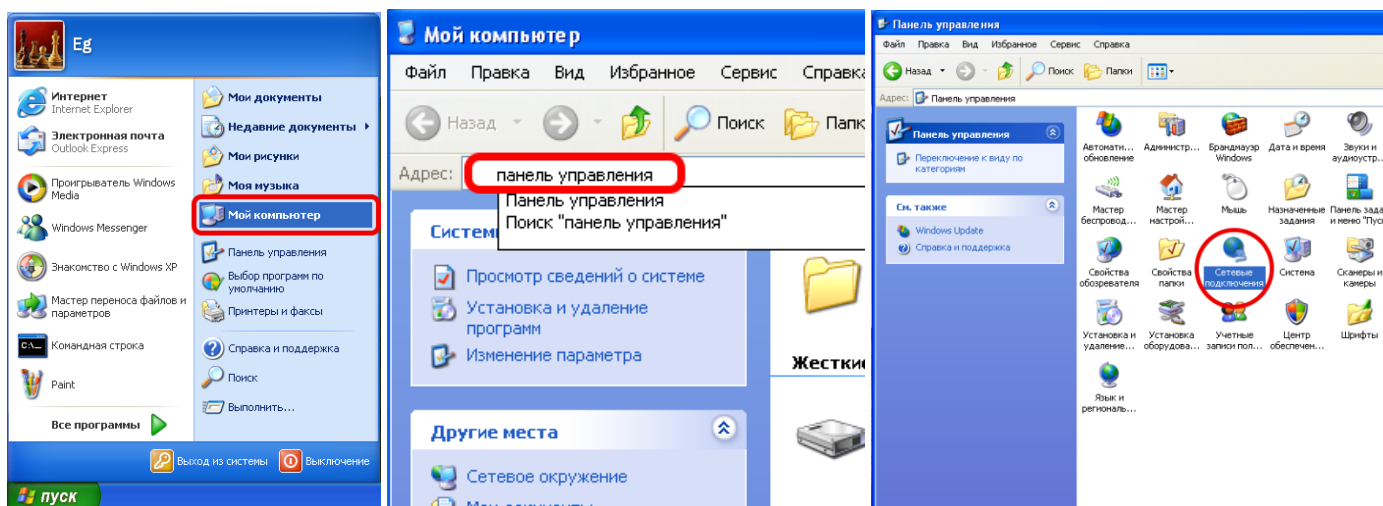 Eg
Интернет
Internet Explorer
Электронная почта
Outlook Express
Проигрыватель Windows
Media
Windows Messenger
Знакомство с Windows XP
Мастер переноса файлов и
параметров
Командная строка
Paint
Все программы
Мои документы
Недавние документы
Мои рисунки
Моя музыка
Мой компьютер
Панель управления
Выбор программ по
умолчанию
Принтеры и факсы
Справка и поддержка
Поиск
Выполнить...
Выход из системы Выключение
пуск
Мой компьютер
Файл Правка Вид Избранное Сервис Справка
Назад Поиск Папк
Адрес: панель управления
Панель управления
Поиск "панель управления"
Систем
Просмотр сведений о системе
Установка и удаление
программ
Изменение параметра
Другие места
Сетевое окружение
Мои документы
Жестки
Панель управления
Файл Правка Вид Избранное Сервис Справка
Назад Поиск Папки
Адрес: Панель управления
Панель управления
Переключение к виду по
категориям
См. также
Windows Update
Справка и поддержка
Автомати... Администр... Брандмауэр Дата и время Звуки и
обновление Windows аудиоустр...
Мастер Мастер Мышь Назначенные Панель зада
беспровод... настрой... задания и меню "Пуск
Свойства Свойства Сетевые Система Сканеры и
обозревателя папки подключения камеры
Установка и Установка Учетные Центр Шрифты
удаление... оборудова... записи пол... обеспечен...
Язык и
региональ...